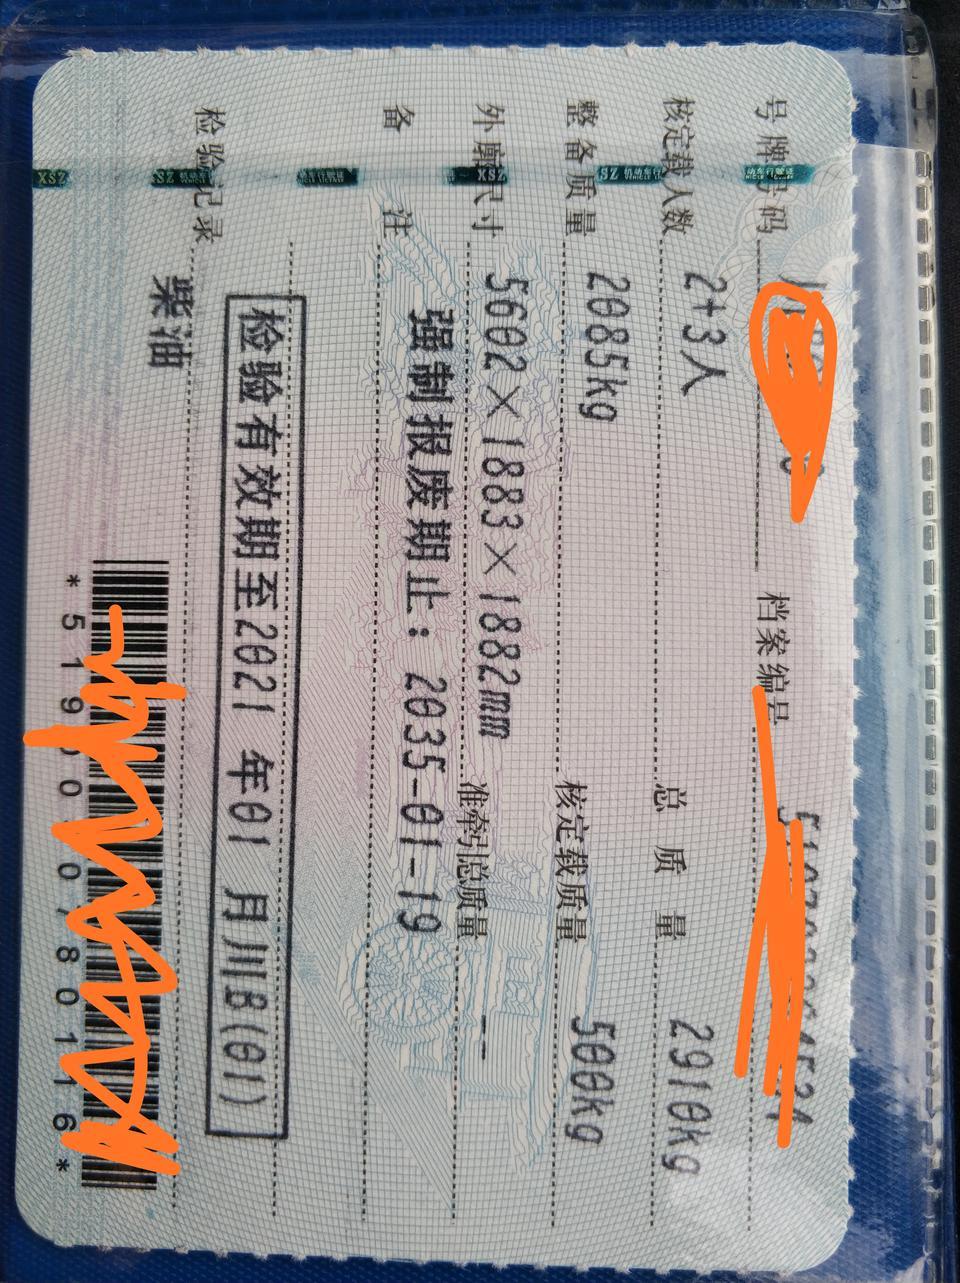 号牌号码 档案编号
核定载人数 2+3人 总质量 2910kg
整备质量 2085kg 核定载质量 500kg
外廓尺寸 5602×1883×1882mm 准牵引总质量 --
备注 强制报废期止：2035-01-19
检验有效期至2021年01月川B(01)
检验记录
柴油